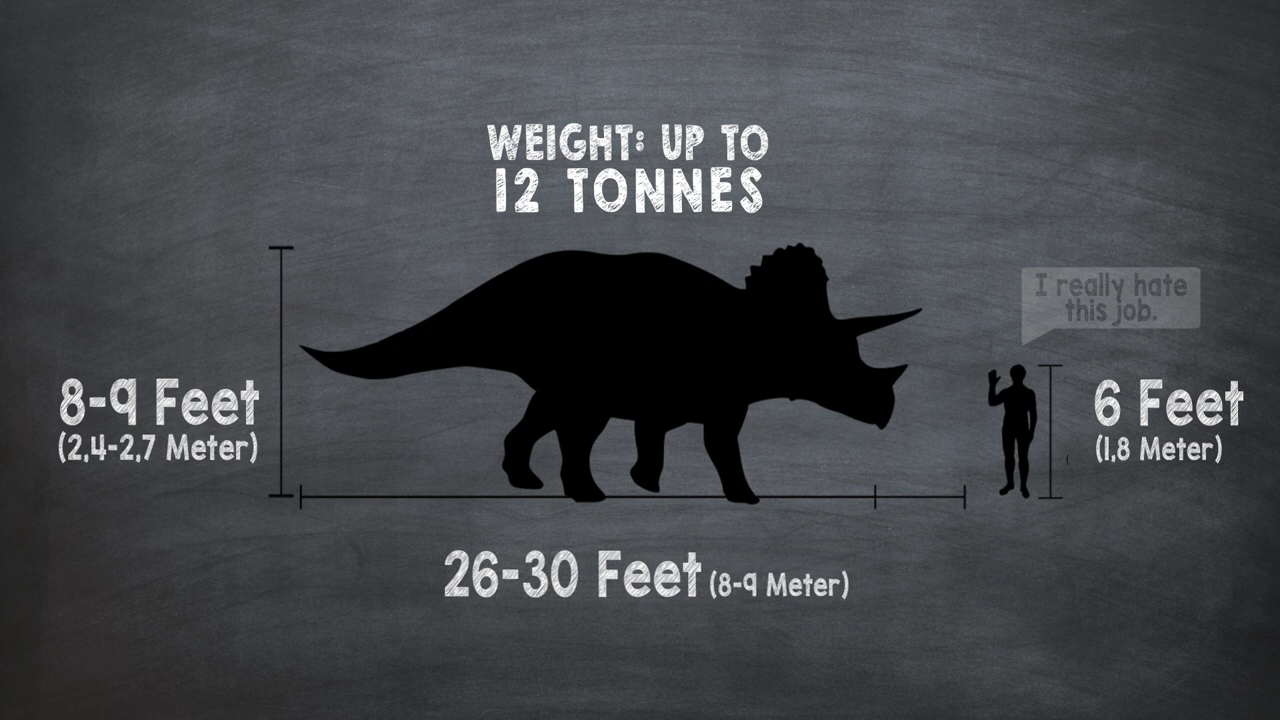 WEIGHT: UP TO
12 TONNES
I really hate
this job.
8-9 Feet
(2,4-2,7 Meter)
6 Feet
(1,8 Meter)
26-30 Feet (8-9 Meter)